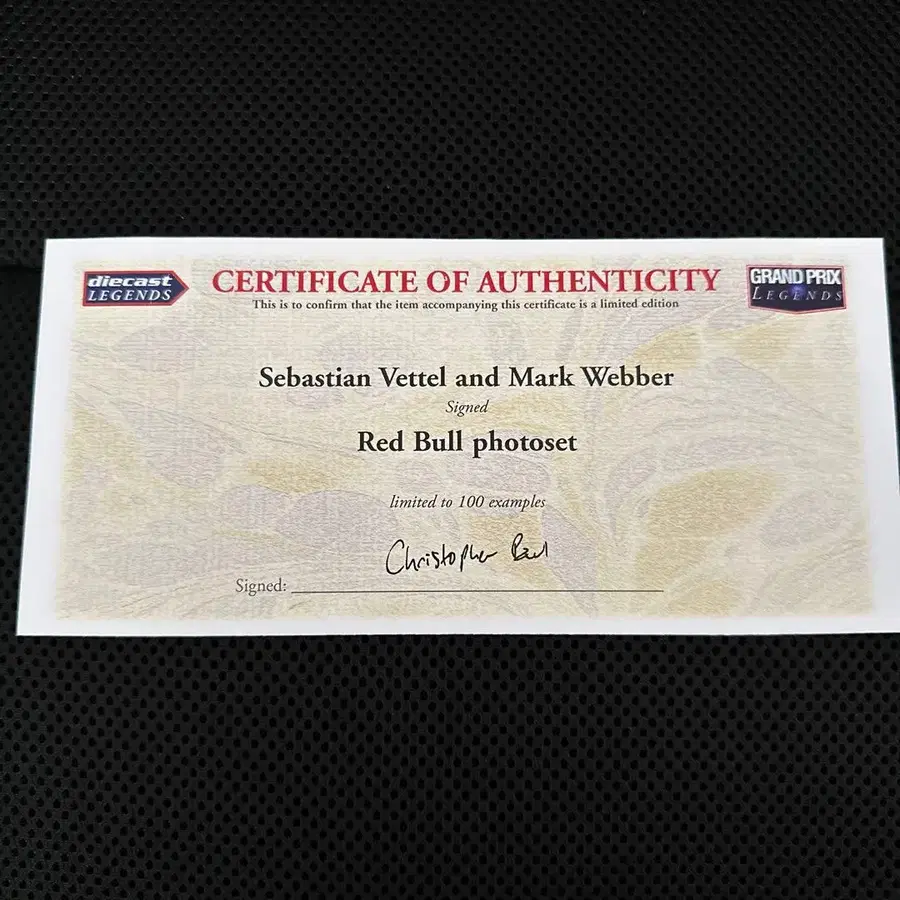 diecast
LEGENDS
CERTIFICATE OF AUTHENTICITY
GRAND PRIX
LEGENDS
This is to confirm that the item accompanying this certificate is a limited edition
Sebastian Vettel and Mark Webber
Signed
Red Bull photoset
limited to 100 examples
Christopher
Signed: